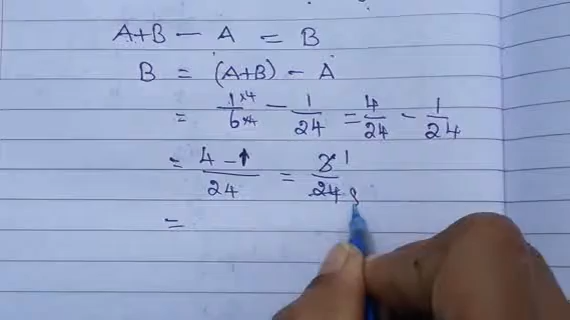 A+B - A = B
B = (A+B) - A
= 1×4/6×4 - 1/24 = 4/24 - 1/24
= 4-1/24 = 3 1/24 8
=